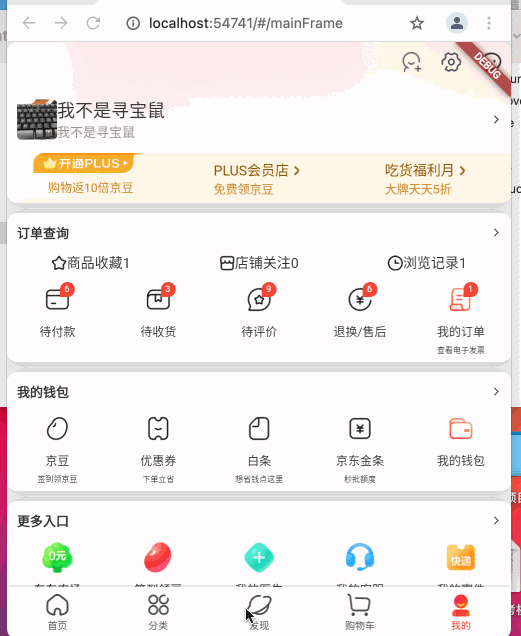 localhost:54741/#/mainFrame
DEBUG
我不是寻宝鼠
我不是寻宝鼠
开通PLUS
PLUS会员店
吃货福利月
购物返10倍京豆
免费领京豆
大牌天天5折
订单查询
商品收藏1
店铺关注0
浏览记录1
6
3
9
6
1
待付款
待收货
待评价
退换/售后
我的订单
查看电子发票
我的钱包
京豆
优惠券
白条
京东金条
我的钱包
签到领京豆
下单立省
想省钱点这里
秒批额度
更多入口
0元
快递
首页
分类
发现
购物车
我的